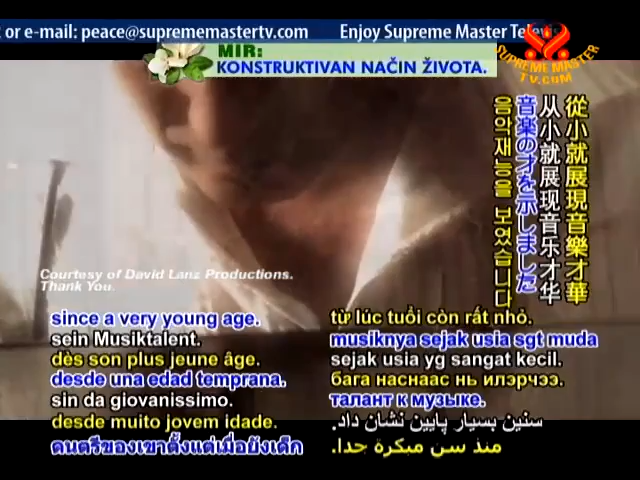 or e-mail: peace@suprememastertv.com Enjoy Supreme Master Televis
MIR:
KONSTRUKTIVAN NAČIN ŽIVOTA.
SUPREME MASTER
TV.COM
從小就展現音樂才華
从小就展现音乐才华
音楽の才を示しました
음악재능을 보였습니다
Courtesy of David Lanz Productions.
Thank You.
since a very young age.
sein Musiktalent.
dès son plus jeune âge.
desde una edad temprana.
sin da giovanissimo.
desde muito jovem idade.
ดนตรีของเขาตั้งแต่เมื่อยังเด็ก
từ lúc tuổi còn rất nhỏ.
musiknya sejak usia sgt muda
sejak usia yg sangat kecil.
бага наснаас нь илэрчээ.
талант к музыке.
سنین بسیار پایین نشان داد.
منذ سن مبكرة جدا.